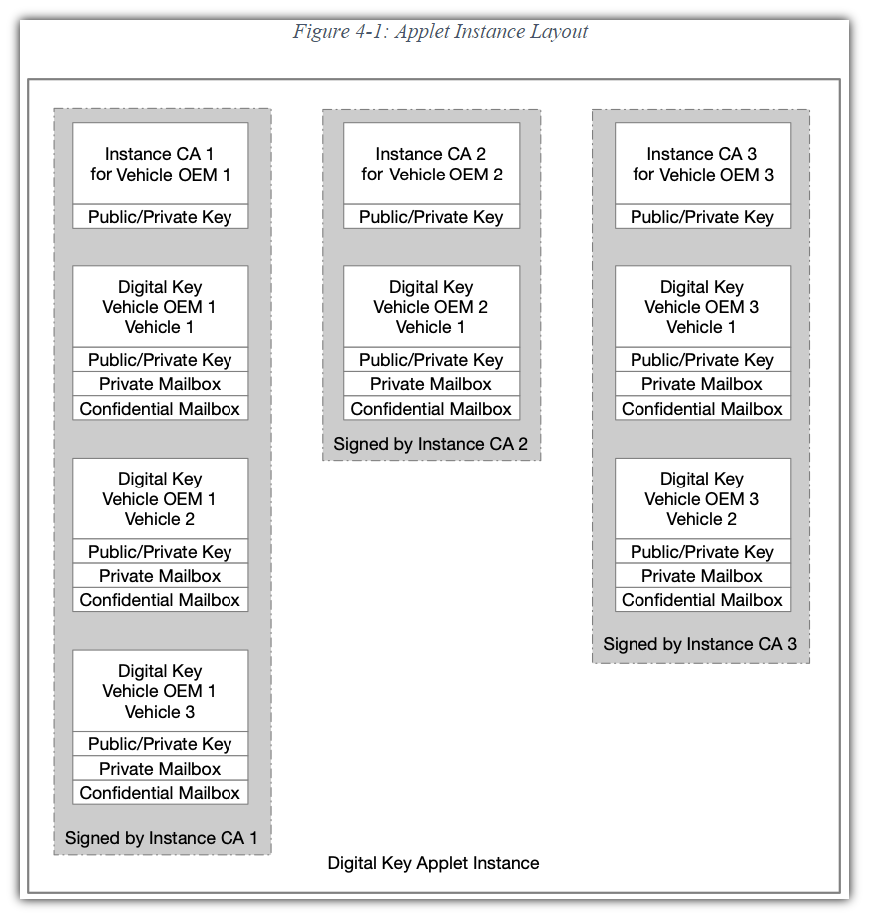 Figure 4-1: Applet Instance Layout
Instance CA 1
for Vehicle OEM 1
Public/Private Key
Digital Key
Vehicle OEM 1
Vehicle 1
Public/Private Key
Private Mailbox
Confidential Mailbox
Digital Key
Vehicle OEM 1
Vehicle 2
Public/Private Key
Private Mailbox
Confidential Mailbox
Digital Key
Vehicle OEM 1
Vehicle 3
Public/Private Key
Private Mailbox
Confidential Mailbox
Signed by Instance CA 1
Instance CA 2
for Vehicle OEM 2
Public/Private Key
Digital Key
Vehicle OEM 2
Vehicle 1
Public/Private Key
Private Mailbox
Confidential Mailbox
Signed by Instance CA 2
Instance CA 3
for Vehicle OEM 3
Public/Private Key
Digital Key
Vehicle OEM 3
Vehicle 1
Public/Private Key
Private Mailbox
Confidential Mailbox
Digital Key
Vehicle OEM 3
Vehicle 2
Public/Private Key
Private Mailbox
Confidential Mailbox
Signed by Instance CA 3
Digital Key Applet Instance